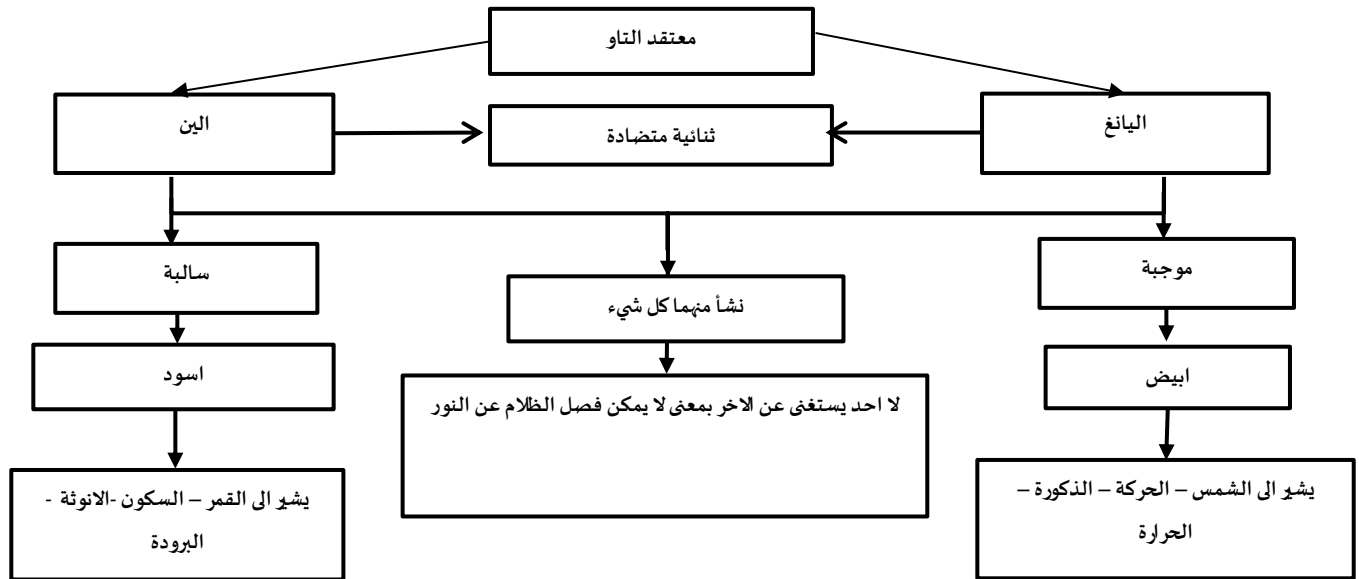 معتقد التاو
اليانغ
ثنائية متضادة
الين
موجبة
نشأ منهما كل شيء
سالبة
ابيض
لا احد يستغنى عن الاخر بمعنى لا يمكن فصل الظلام عن النور
اسود
يشير الى الشمس – الحركة – الذكورة –
الحرارة
يشير الى القمر – السكون -الانوثة -
البرودة